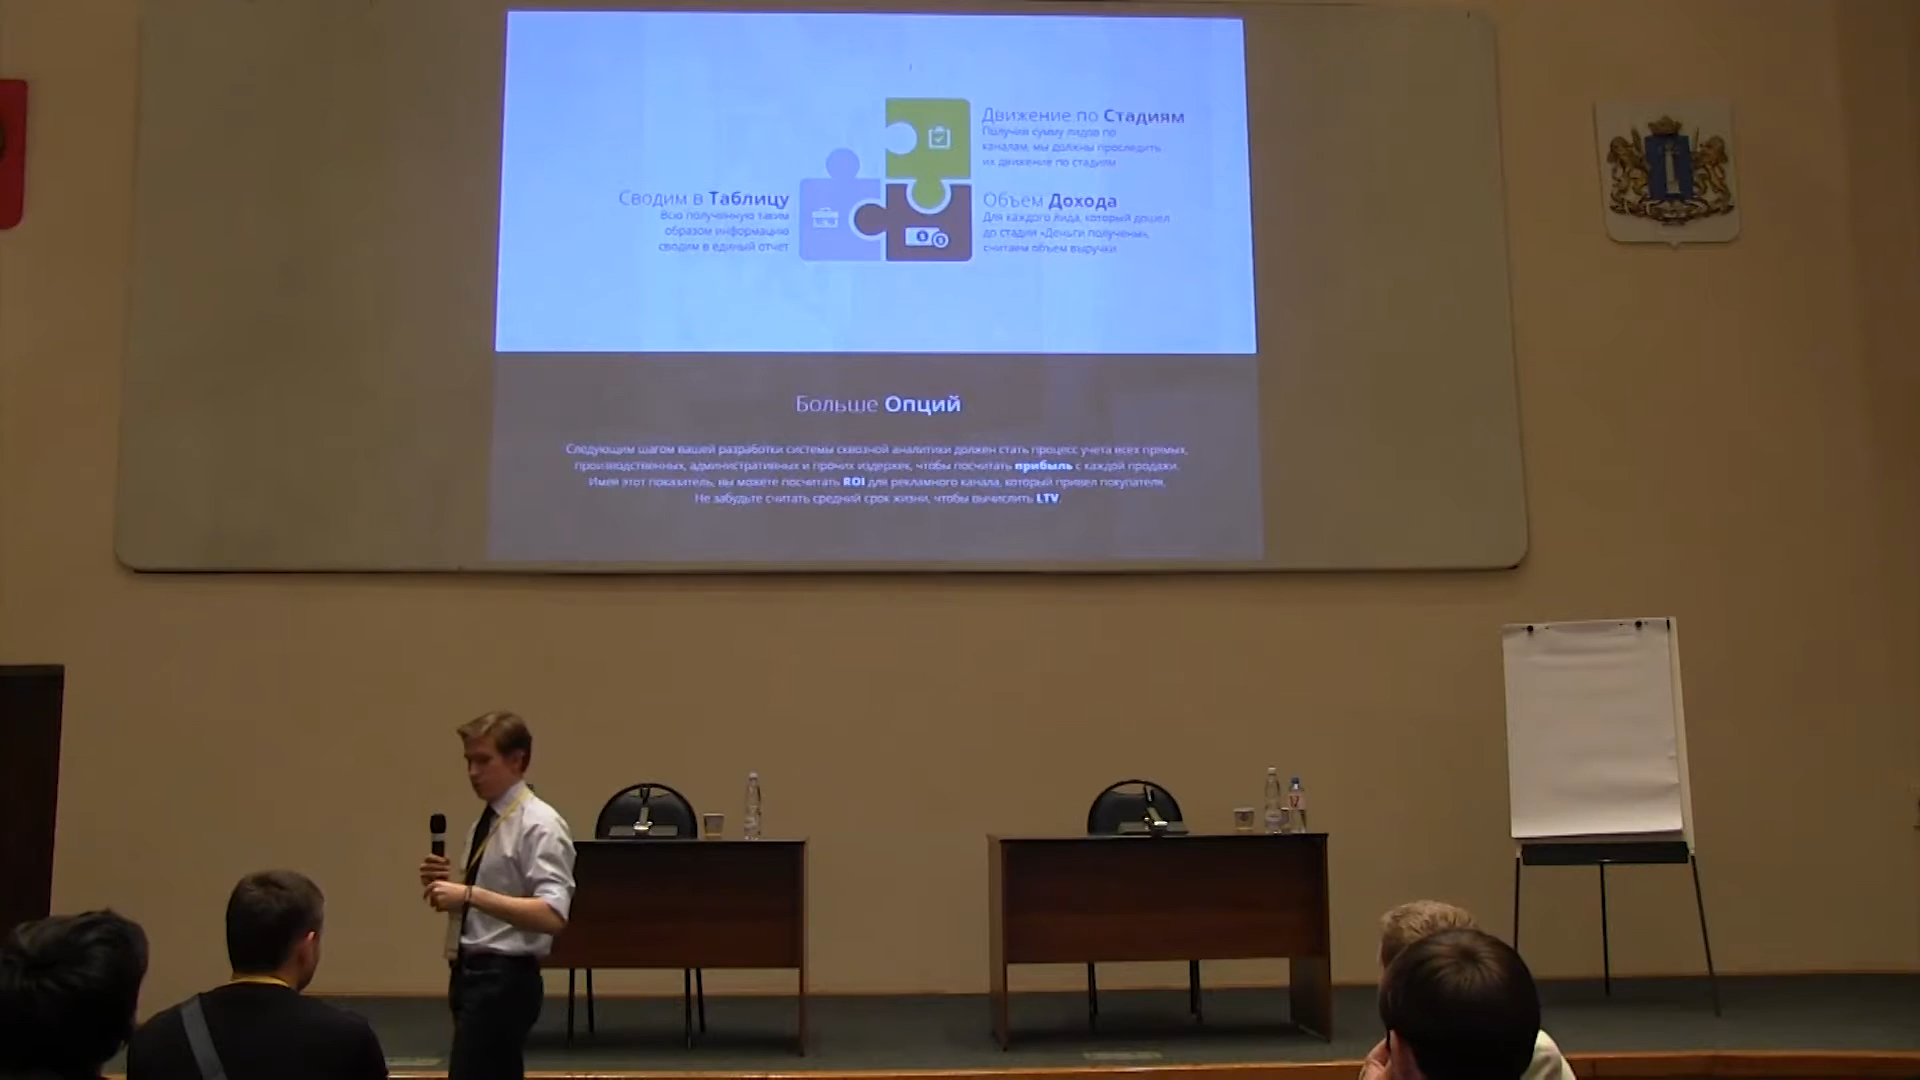 Движение по Стадиям
Получив сумму лидов по
каналам, мы должны проследить
их движение по стадиям
Сводим в Таблицу
Всю полученную таким
образом информацию
сводим в единый отчет
Объем Дохода
Для каждого лида, который дошел
до стадии «Деньги получены»,
считаем объем выручки
Больше Опций
Следующим шагом вашей разработки системы сквозной аналитики должен стать процесс учета всех прямых,
производственных, административных и прочих издержек, чтобы посчитать прибыль с каждой продажи.
Имея этот показатель, вы можете посчитать ROI для рекламного канала, который привел покупателя.
Не забудьте считать средний срок жизни, чтобы вычислить LTV.